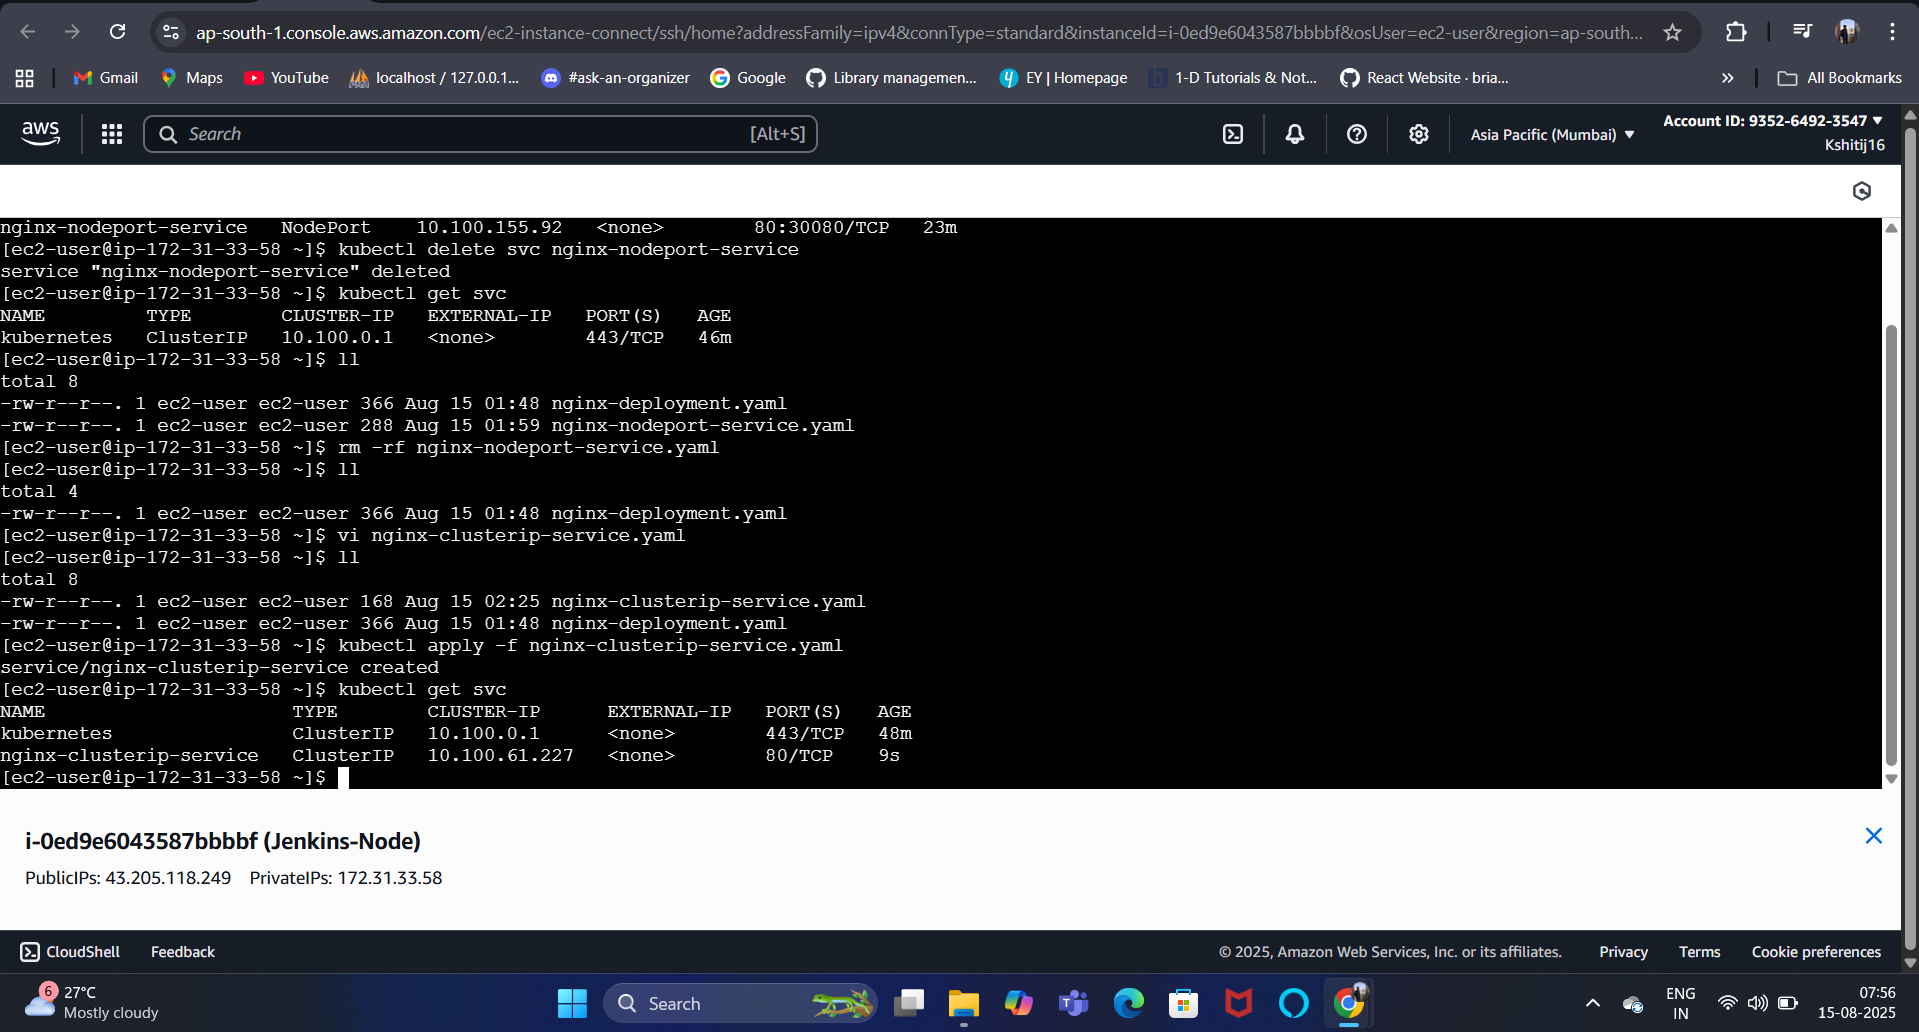 ap-south-1.console.aws.amazon.com/ec2-instance-connect/ssh/home?addressFamily=ipv4&connType=standard&instanceId=i-0ed9e6043587bbbbf&osUser=ec2-user&region=ap-south...
Gmail Maps YouTube localhost / 127.0.0.1... #ask-an-organizer Google Library managemen... EY | Homepage 1-D Tutorials & Not... React Website · bria... » All Bookmarks
aws Search [Alt+S] Asia Pacific (Mumbai) Account ID: 9352-6492-3547
Kshitij16
nginx-nodeport-service   NodePort    10.100.155.92   <none>        80:30080/TCP   23m
[ec2-user@ip-172-31-33-58 ~]$ kubectl delete svc nginx-nodeport-service
service "nginx-nodeport-service" deleted
[ec2-user@ip-172-31-33-58 ~]$ kubectl get svc
NAME         TYPE        CLUSTER-IP   EXTERNAL-IP   PORT(S)   AGE
kubernetes   ClusterIP   10.100.0.1   <none>        443/TCP   46m
[ec2-user@ip-172-31-33-58 ~]$ ll
total 8
-rw-r--r--. 1 ec2-user ec2-user 366 Aug 15 01:48 nginx-deployment.yaml
-rw-r--r--. 1 ec2-user ec2-user 288 Aug 15 01:59 nginx-nodeport-service.yaml
[ec2-user@ip-172-31-33-58 ~]$ rm -rf nginx-nodeport-service.yaml
[ec2-user@ip-172-31-33-58 ~]$ ll
total 4
-rw-r--r--. 1 ec2-user ec2-user 366 Aug 15 01:48 nginx-deployment.yaml
[ec2-user@ip-172-31-33-58 ~]$ vi nginx-clusterip-service.yaml
[ec2-user@ip-172-31-33-58 ~]$ ll
total 8
-rw-r--r--. 1 ec2-user ec2-user 168 Aug 15 02:25 nginx-clusterip-service.yaml
-rw-r--r--. 1 ec2-user ec2-user 366 Aug 15 01:48 nginx-deployment.yaml
[ec2-user@ip-172-31-33-58 ~]$ kubectl apply -f nginx-clusterip-service.yaml
service/nginx-clusterip-service created
[ec2-user@ip-172-31-33-58 ~]$ kubectl get svc
NAME                      TYPE        CLUSTER-IP      EXTERNAL-IP   PORT(S)   AGE
kubernetes                ClusterIP   10.100.0.1      <none>        443/TCP   48m
nginx-clusterip-service   ClusterIP   10.100.61.227   <none>        80/TCP    9s
[ec2-user@ip-172-31-33-58 ~]$
i-0ed9e6043587bbbbf (Jenkins-Node)
PublicIPs: 43.205.118.249 PrivateIPs: 172.31.33.58
CloudShell Feedback © 2025, Amazon Web Services, Inc. or its affiliates. Privacy Terms Cookie preferences
6 27°C
Mostly cloudy
Search
ENG
IN
07:56
15-08-2025